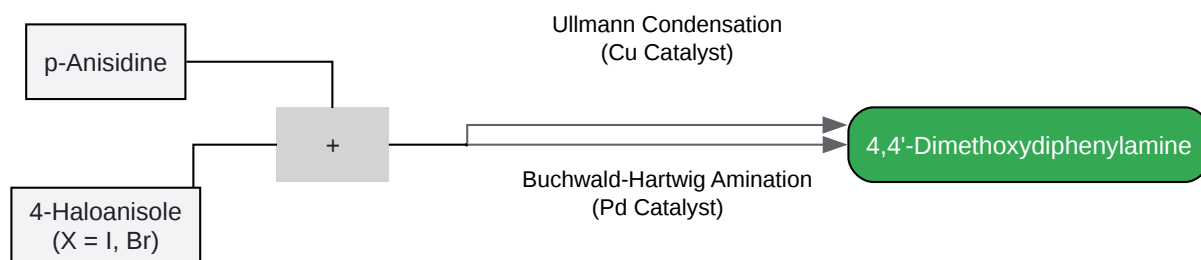 Ullmann Condensation
(Cu Catalyst)
p-Anisidine
+
4,4'-Dimethoxydiphenylamine
Buchwald-Hartwig Amination
(Pd Catalyst)
4-Haloanisole
(X = I, Br)